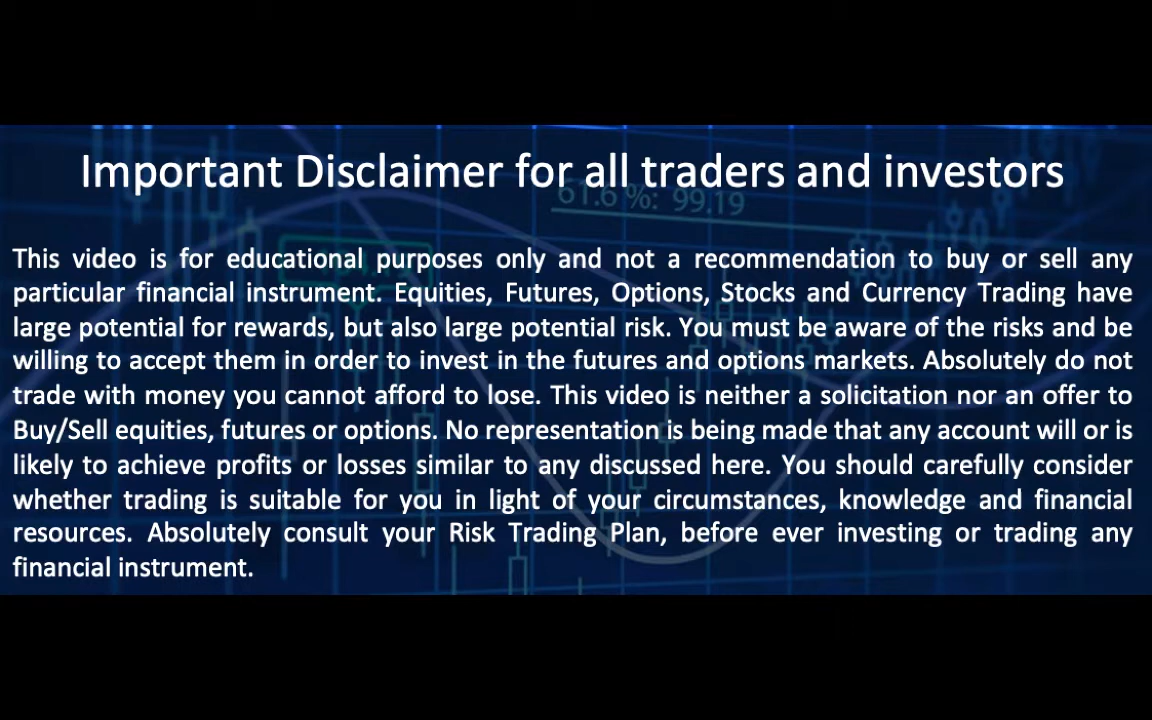 Important Disclaimer for all traders and investors
61.6 %: 99.19
This video is for educational purposes only and not a recommendation to buy or sell any
particular financial instrument. Equities, Futures, Options, Stocks and Currency Trading have
large potential for rewards, but also large potential risk. You must be aware of the risks and be
willing to accept them in order to invest in the futures and options markets. Absolutely do not
trade with money you cannot afford to lose. This video is neither a solicitation nor an offer to
Buy/Sell equities, futures or options. No representation is being made that any account will or is
likely to achieve profits or losses similar to any discussed here. You should carefully consider
whether trading is suitable for you in light of your circumstances, knowledge and financial
resources. Absolutely consult your Risk Trading Plan, before ever investing or trading any
financial instrument.